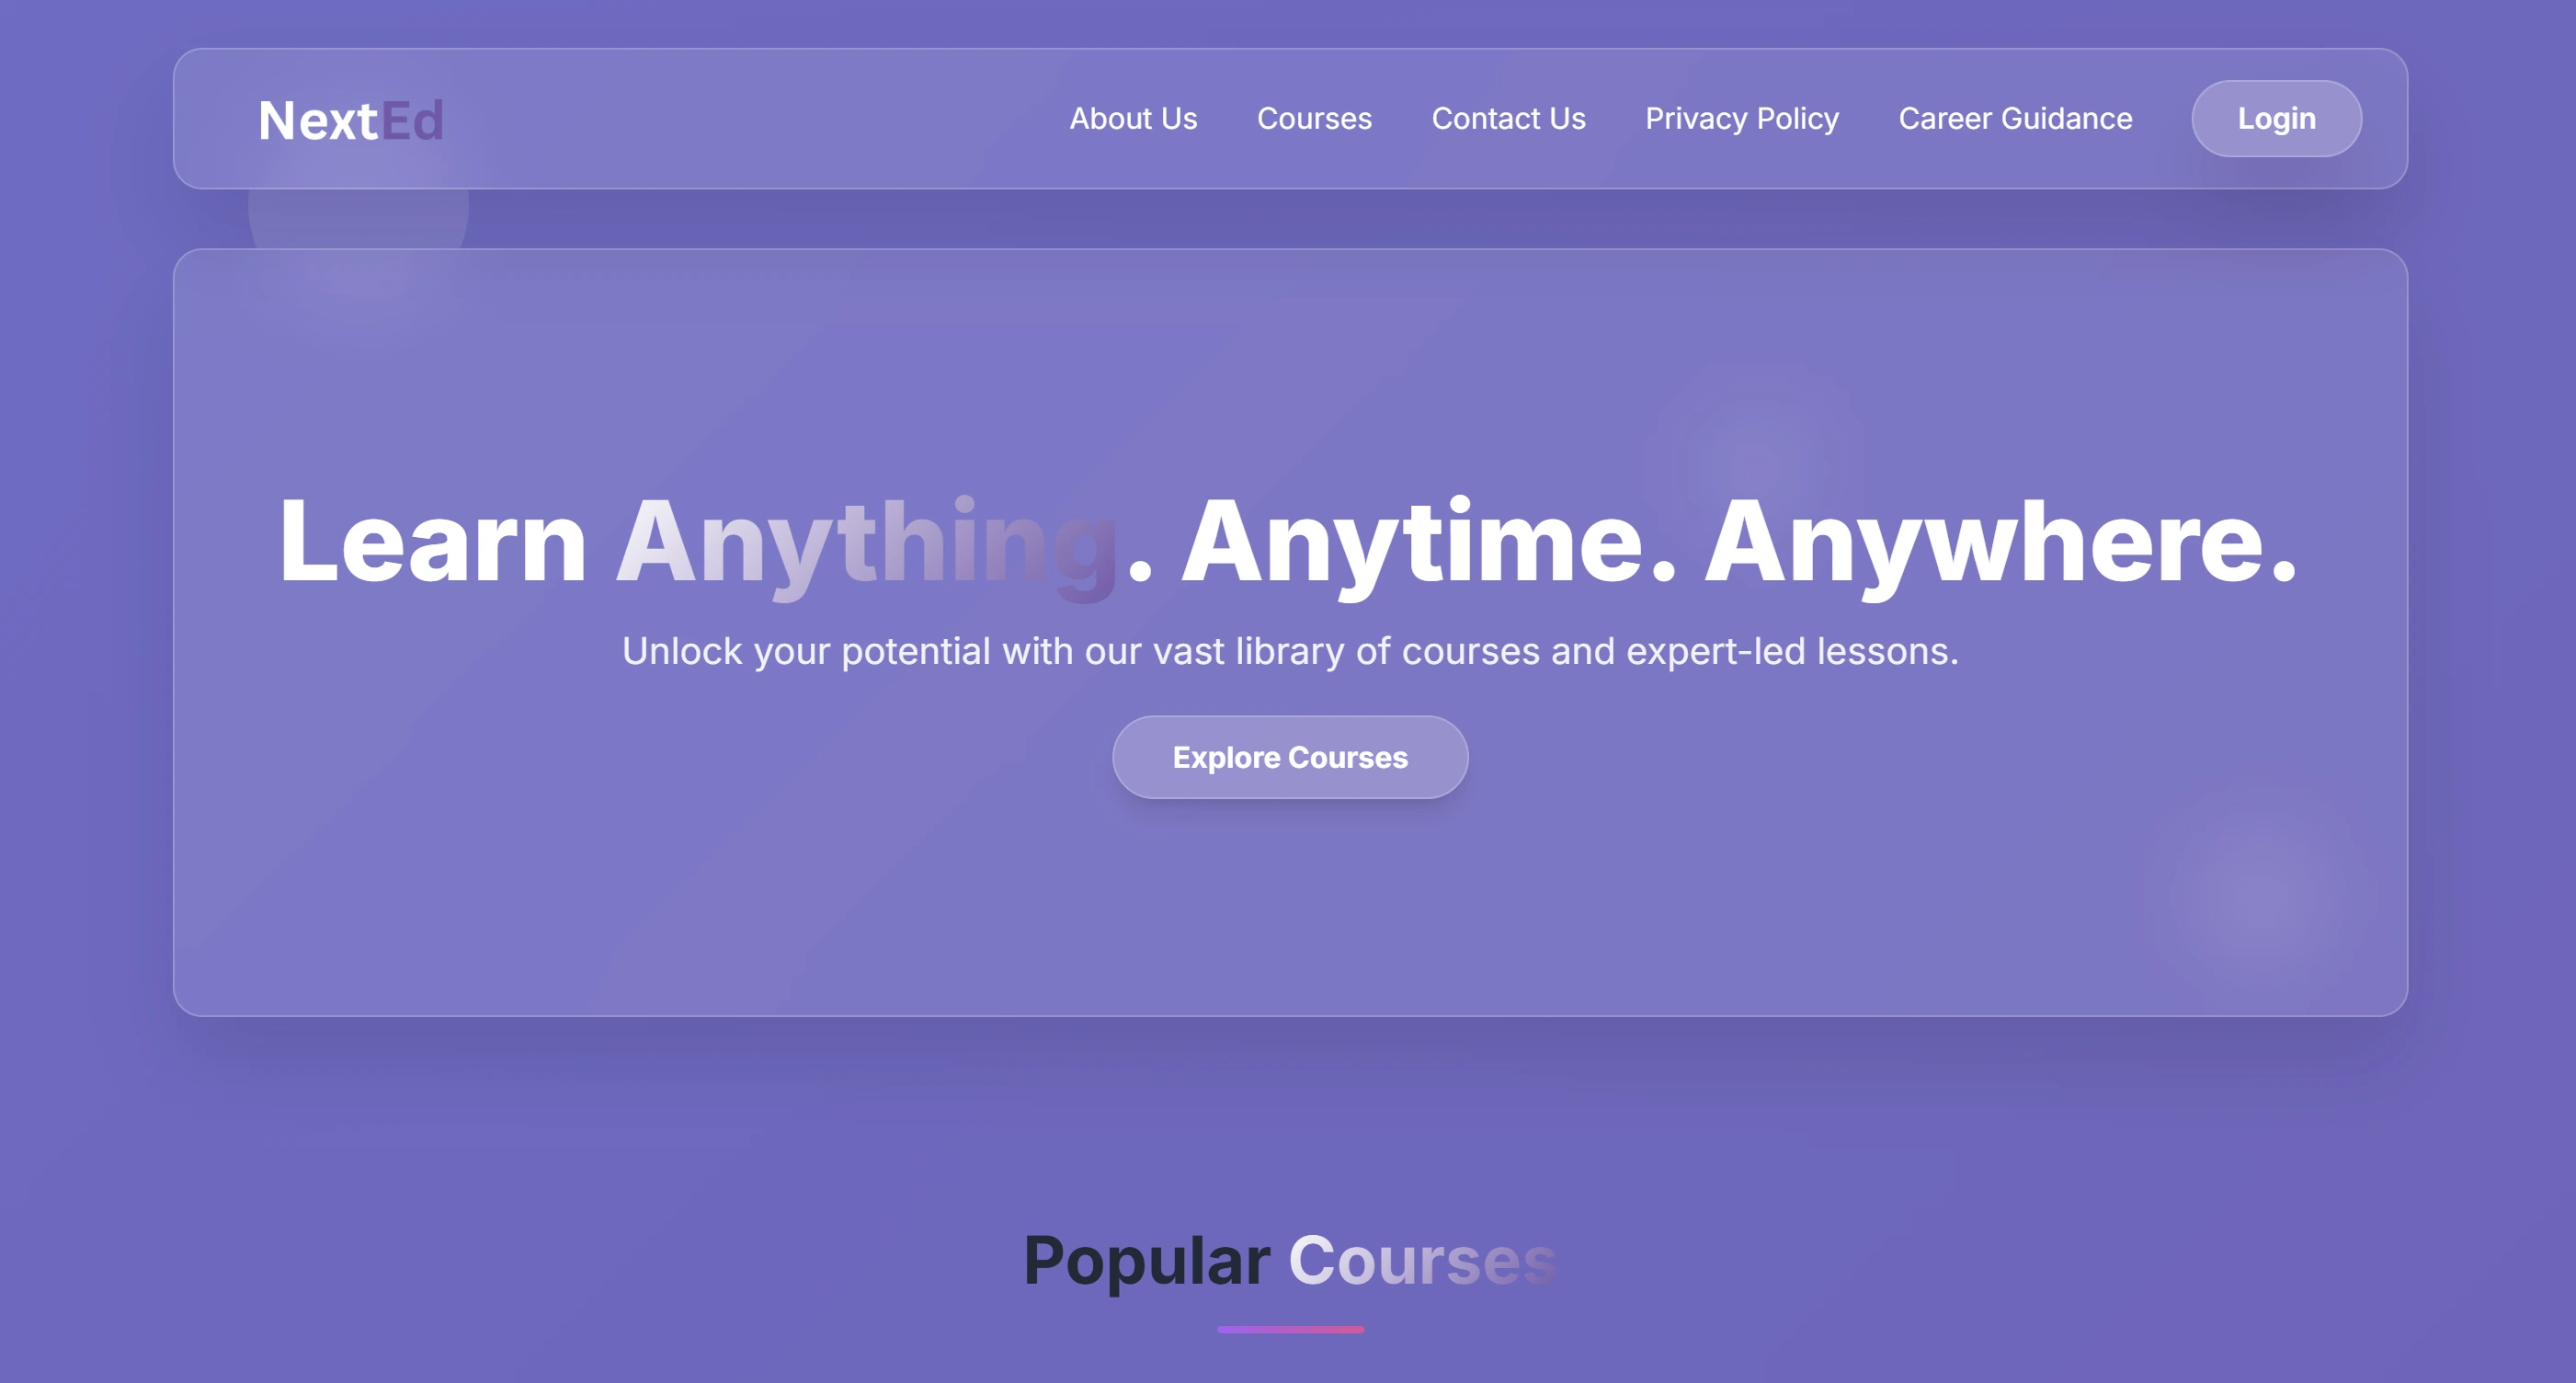 NextEd
About Us Courses Contact Us Privacy Policy Career Guidance Login
Learn Anything. Anytime. Anywhere.
Unlock your potential with our vast library of courses and expert-led lessons.
Explore Courses
Popular Courses